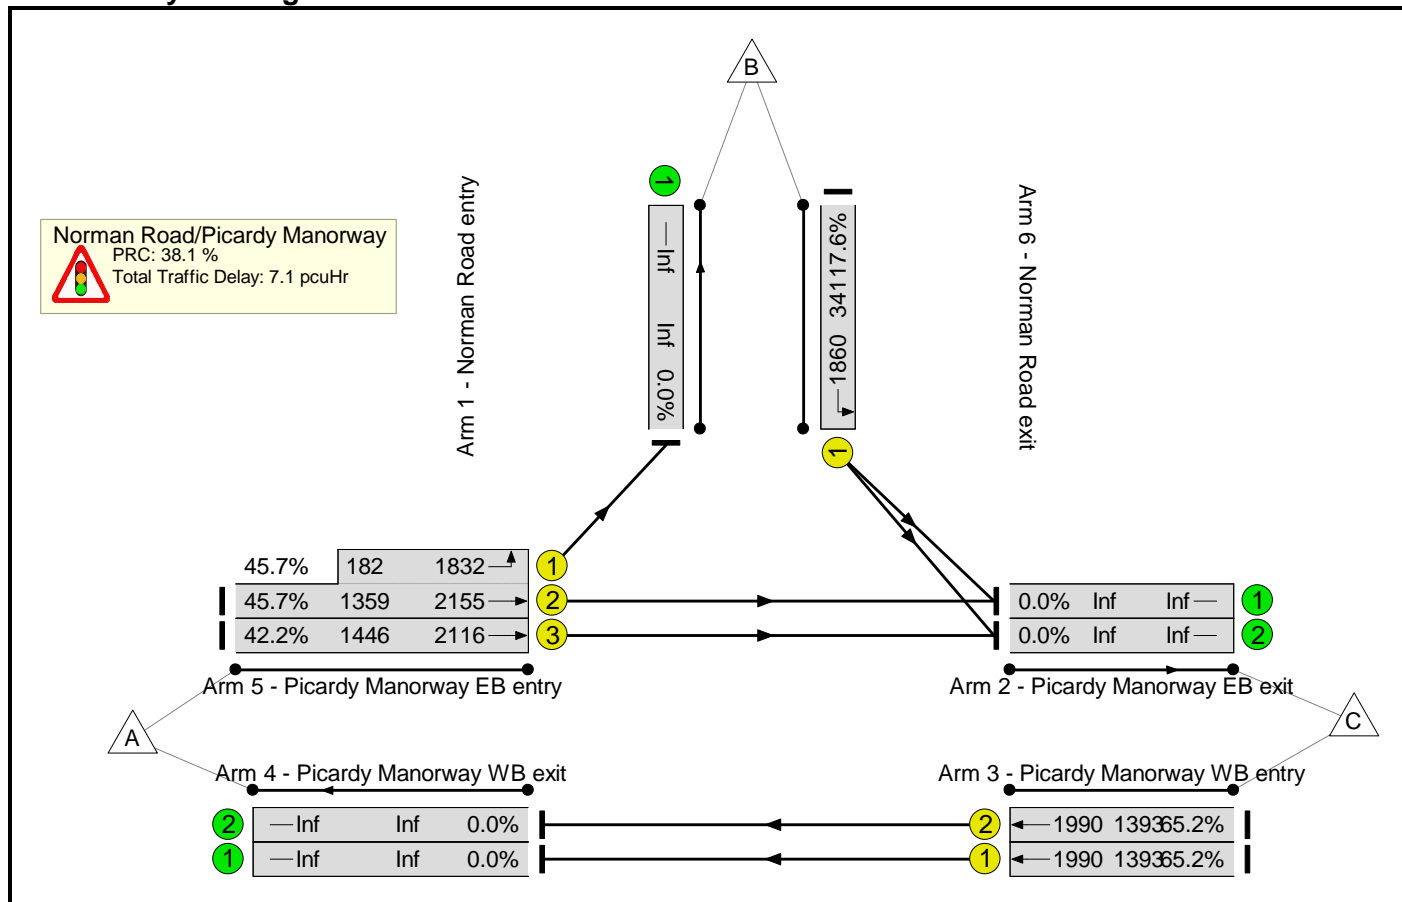 B
Norman Road/Picardy Manorway
PRC: 38.1 %
Total Traffic Delay: 7.1 pcuHr
Arm 1 - Norman Road entry
1
Inf Inf 0.0%
1860 34117.6%
1
Arm 6 - Norman Road exit
45.7% 182 1832 1
45.7% 1359 2155 2
42.2% 1446 2116 3
0.0% Inf Inf 1
0.0% Inf Inf 2
Arm 5 - Picardy Manorway EB entry
Arm 2 - Picardy Manorway EB exit
A
C
Arm 4 - Picardy Manorway WB exit
Arm 3 - Picardy Manorway WB entry
2 Inf Inf 0.0%
1 Inf Inf 0.0%
2 1990 139365.2%
1 1990 139365.2%